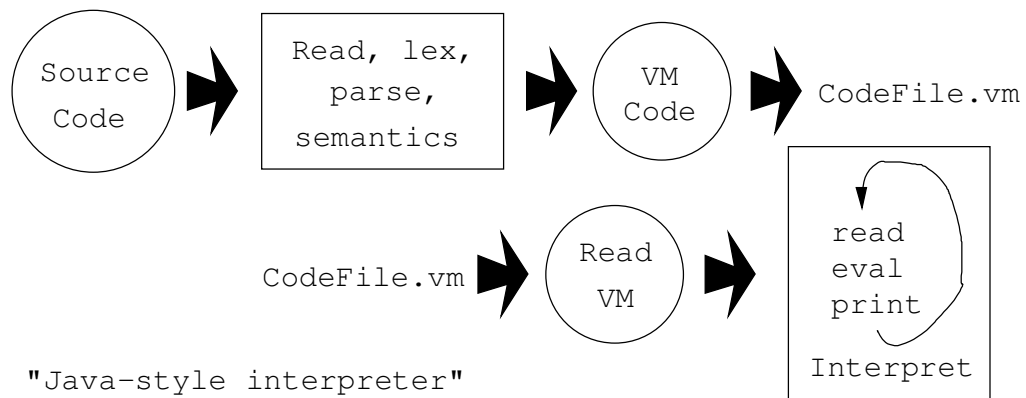 Source
Code
Read, lex,
parse,
semantics
VM
Code
CodeFile.vm
CodeFile.vm
Read
VM
read
eval
print
Interpret
"Java-style interpreter"